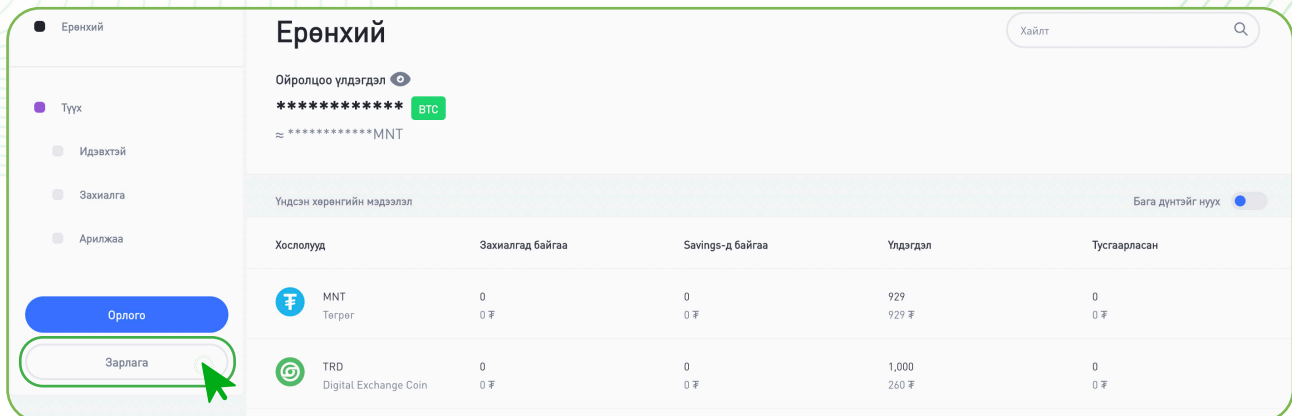 Ерөнхий
Түүх
Идэвхтэй
Захиалга
Арилжаа
Орлого
Зарлага
Ерөнхий
Хайлт
Ойролцоо үлдэгдэл
************ BTC
≈ ************MNT
Үндсэн хөрөнгийн мэдээлэл Бага дүнтэйг нуух
Хослолууд Захиалгад байгаа Savings-д байгаа Үлдэгдэл Тусгаарласан
MNT 0 0 929 0
Төгрөг 0 ₮ 0 ₮ 929 ₮ 0 ₮
TRD 0 0 1,000 0
Digital Exchange Coin 0 ₮ 0 ₮ 260 ₮ 0 ₮